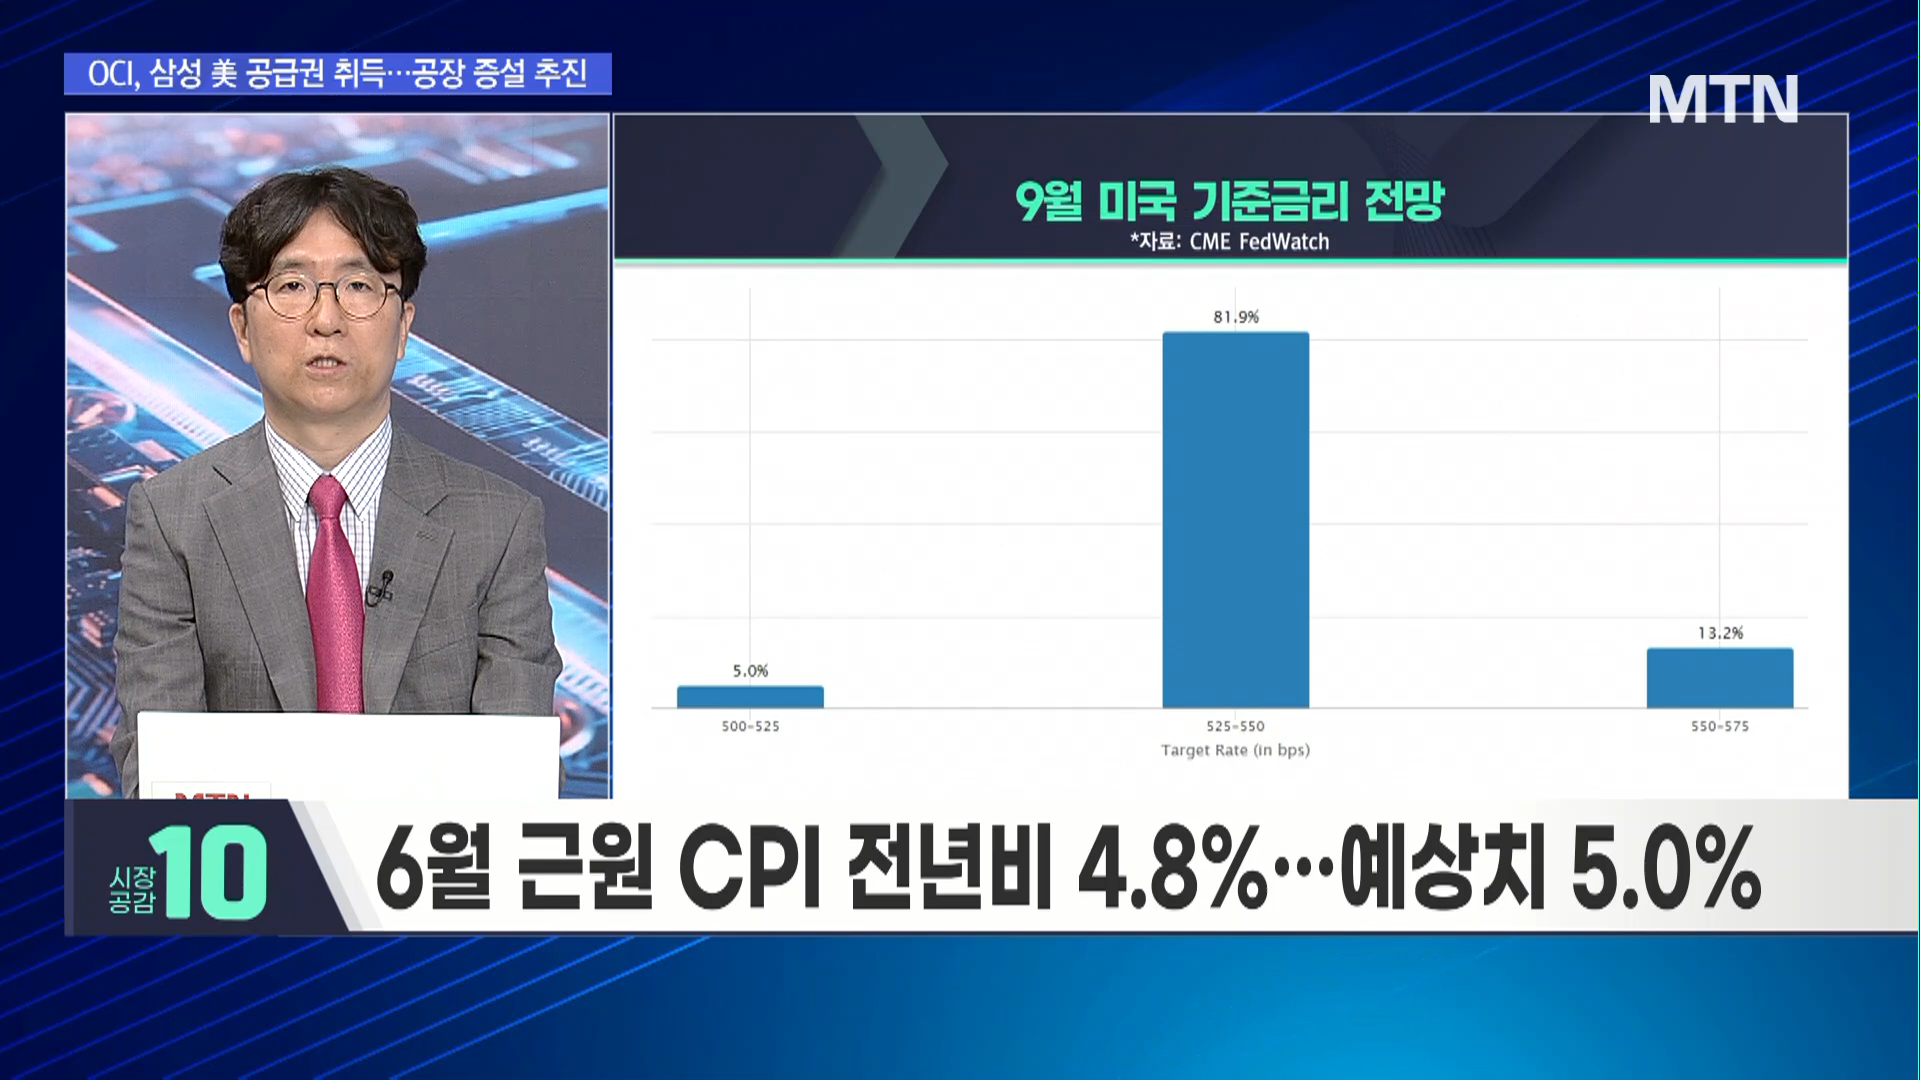 OCI, 삼성 美 공급권 취득…공장 증설 추진
MTN
9월 미국 기준금리 전망
*자료: CME FedWatch
81.9%
13.2%
5.0%
500-525
525-550
550-575
Target Rate (in bps)
MTN
시장
공감
10
6월 근원 CPI 전년비 4.8%…예상치 5.0%